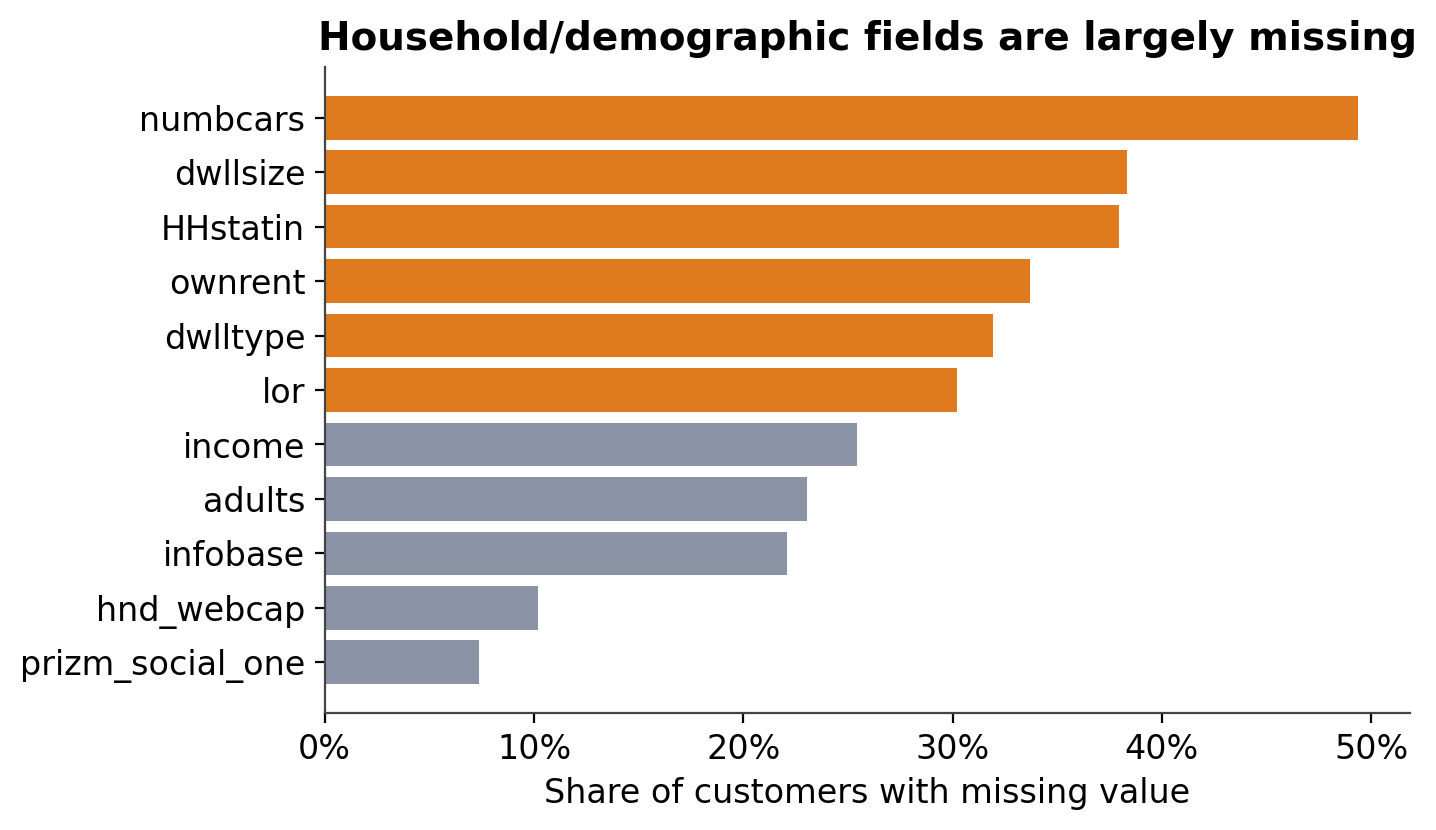 Household/demographic fields are largely missing
numbcars
dwllsize
HHstatin
ownrent
dwlltype
lor
income
adults
infobase
hnd_webcap
prizm_social_one
0% 10% 20% 30% 40% 50%
Share of customers with missing value